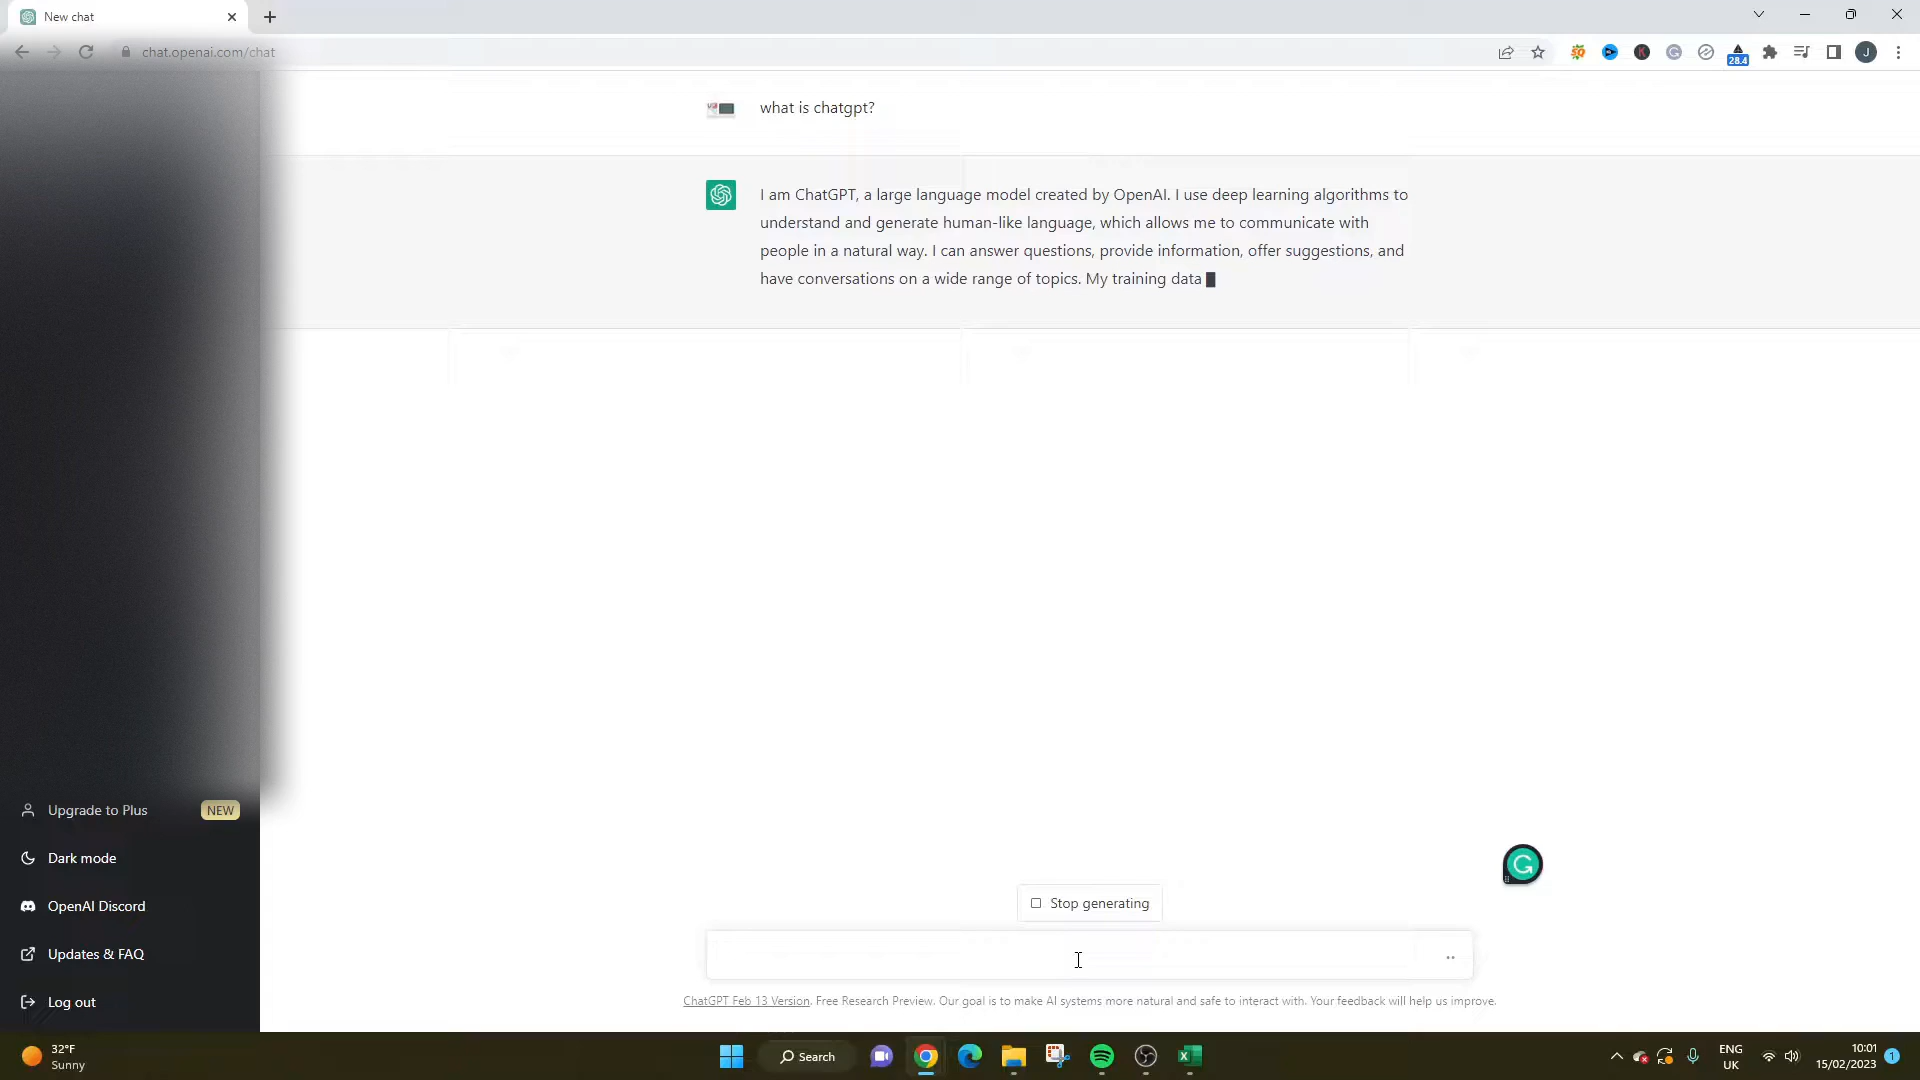 New chat
chat.openai.com/chat
28.4
J
what is chatgpt?
I am ChatGPT, a large language model created by OpenAI. I use deep learning algorithms to
understand and generate human-like language, which allows me to communicate with
people in a natural way. I can answer questions, provide information, offer suggestions, and
have conversations on a wide range of topics. My training data
Upgrade to Plus NEW
Dark mode
OpenAI Discord
Updates & FAQ
Log out
Stop generating
ChatGPT Feb 13 Version. Free Research Preview. Our goal is to make AI systems more natural and safe to interact with. Your feedback will help us improve.
32°F
Sunny
Search
ENG
UK
10:01
15/02/2023
1